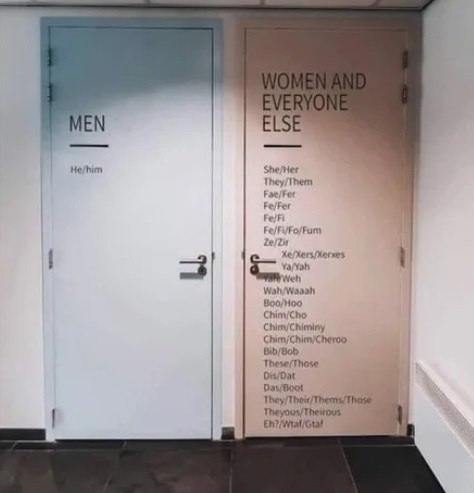 MEN
He/him
WOMEN AND
EVERYONE
ELSE
She/Her
They/Them
Fae/Fer
Fe/Fer
Fe/Fi
Fe/Fi/Fo/Fum
Ze/Zir
Xe/Xers/Xerxes
Ya/Yah
Yah/Weh
Wah/Waaah
Boo/Hoo
Chim/Cho
Chim/Chiminy
Chim/Chim/Cheroo
Bib/Bob
These/Those
Dis/Dat
Das/Boot
They/Their/Thems/Those
Theyous/Theirous
Eh?/Wtaf/Gtaf